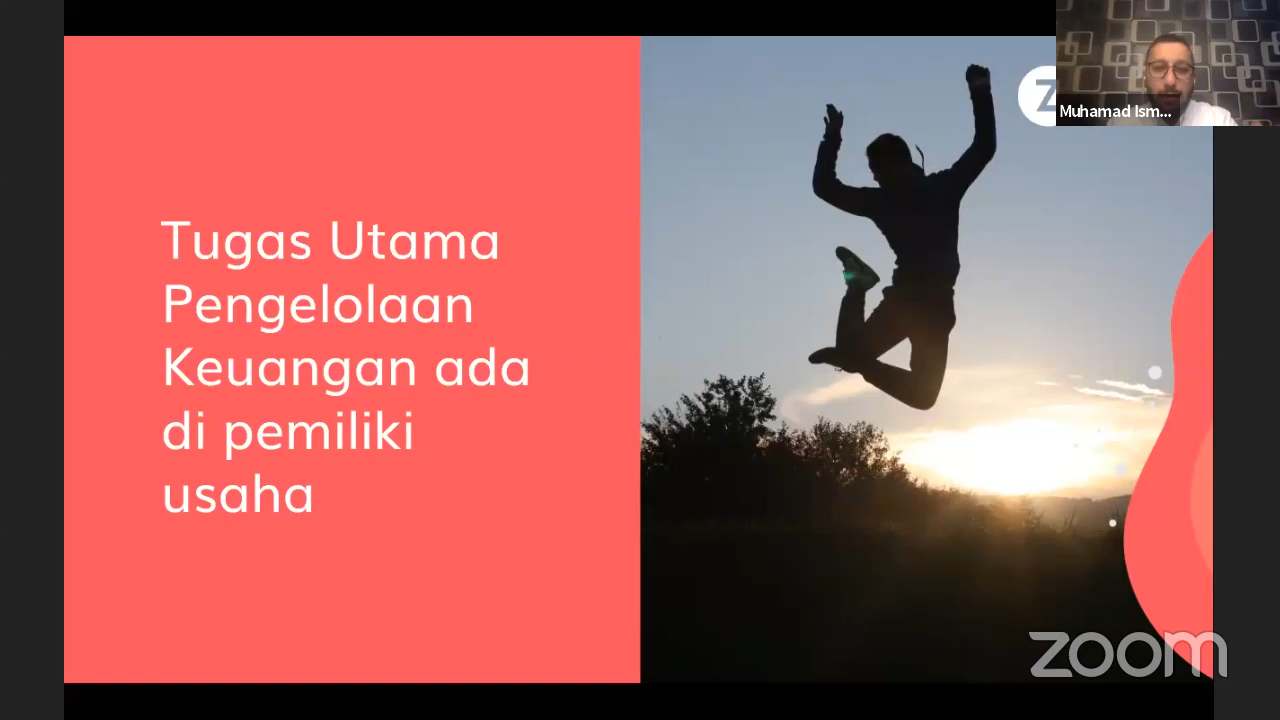 Tugas Utama
Pengelolaan
Keuangan ada
di pemiliki
usaha
Z
Muhamad Ism...
zoom